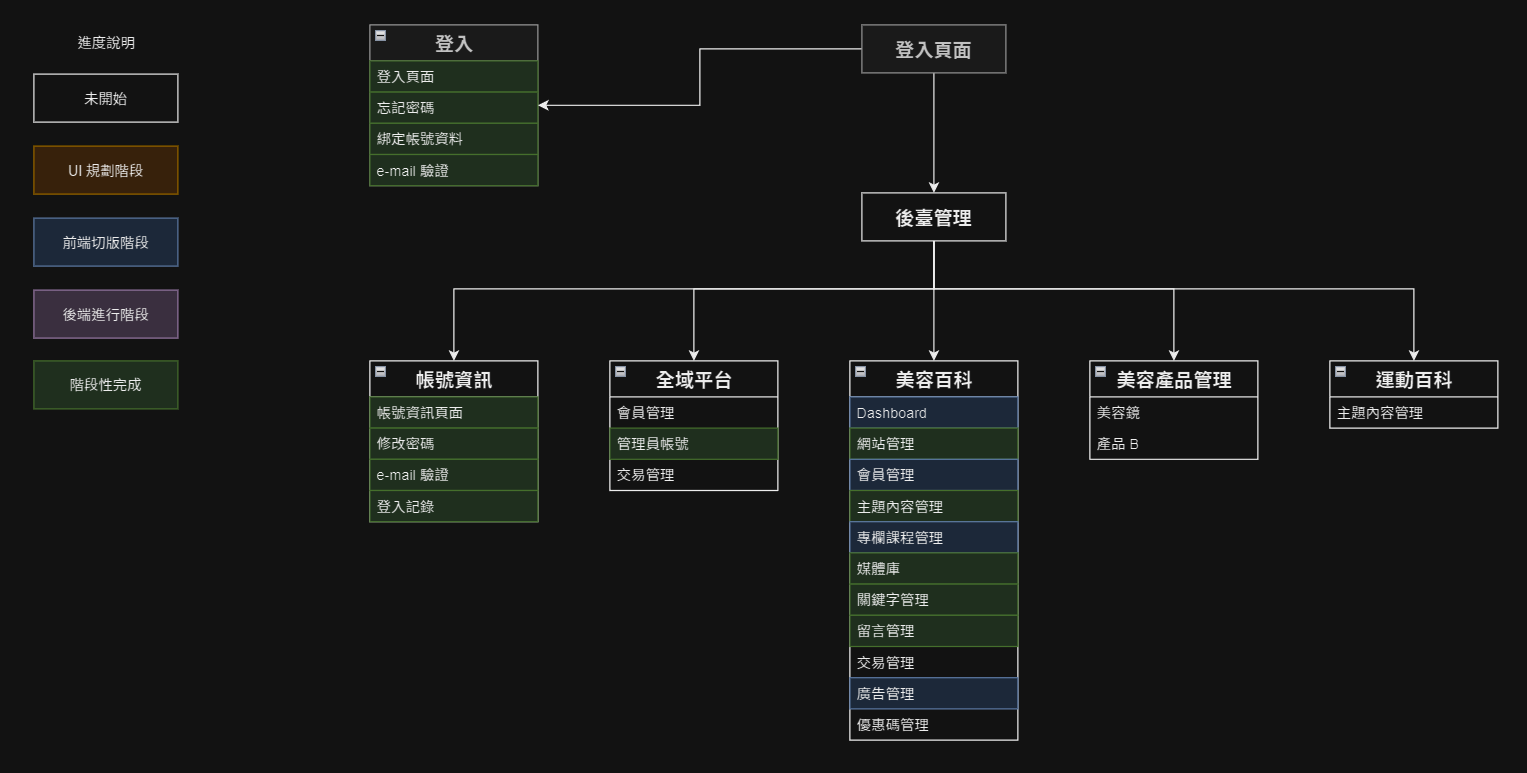 進度說明
未開始
UI 規劃階段
前端切版階段
後端進行階段
階段性完成
登入
登入頁面
忘記密碼
綁定帳號資料
e-mail 驗證
登入頁面
後臺管理
帳號資訊
帳號資訊頁面
修改密碼
e-mail 驗證
登入記錄
全域平台
會員管理
管理員帳號
交易管理
美容百科
Dashboard
網站管理
會員管理
主題內容管理
專欄課程管理
媒體庫
關鍵字管理
留言管理
交易管理
廣告管理
優惠碼管理
美容產品管理
美容鏡
產品 B
運動百科
主題內容管理